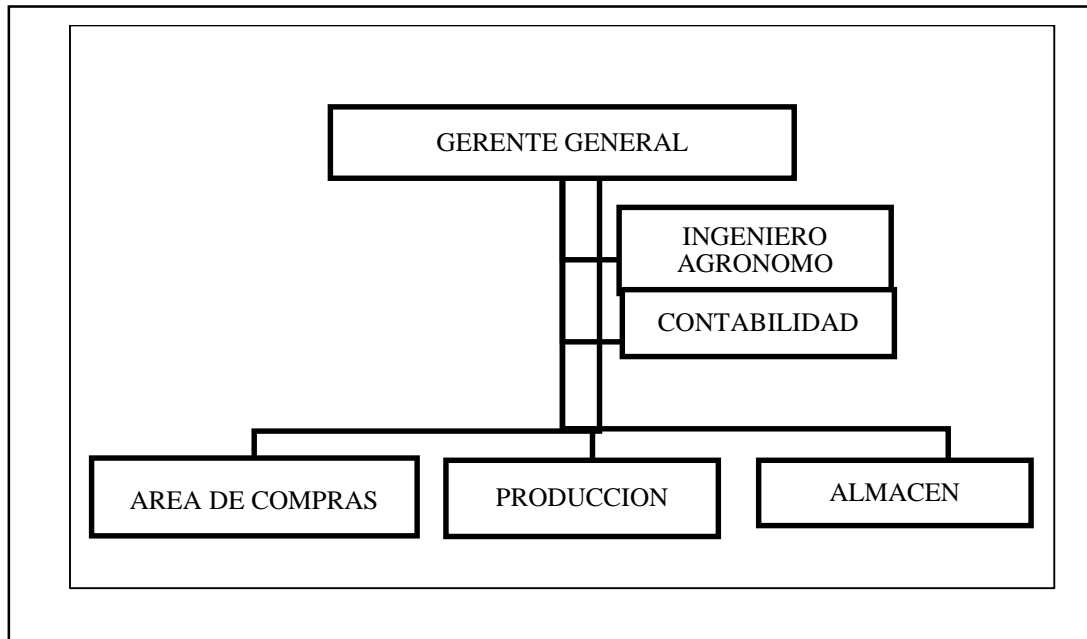 GERENTE GENERAL
INGENIERO
AGRONOMO
CONTABILIDAD
AREA DE COMPRAS
PRODUCCION
ALMACEN